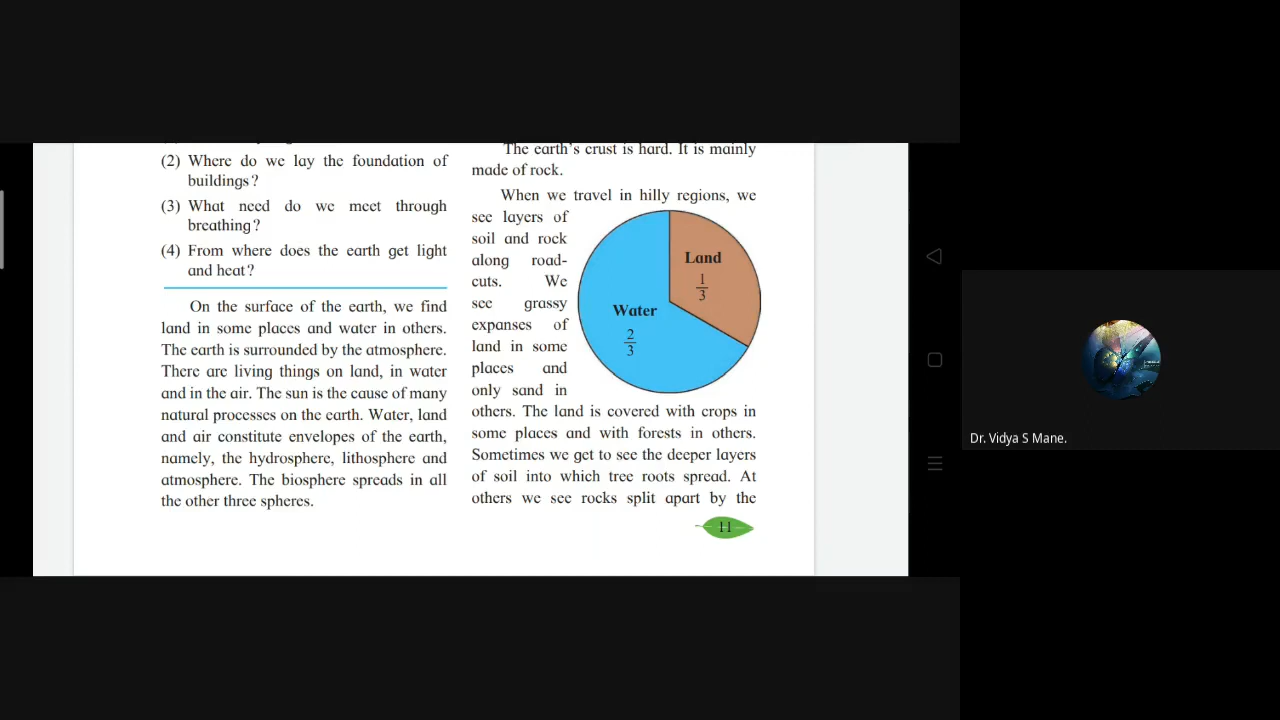 (2) Where do we lay the foundation of
buildings?
(3) What need do we meet through
breathing?
(4) From where does the earth get light
and heat?
On the surface of the earth, we find
land in some places and water in others.
The earth is surrounded by the atmosphere.
There are living things on land, in water
and in the air. The sun is the cause of many
natural processes on the earth. Water, land
and air constitute envelopes of the earth,
namely, the hydrosphere, lithosphere and
atmosphere. The biosphere spreads in all
the other three spheres.
The earth's crust is hard. It is mainly
made of rock.
When we travel in hilly regions, we
see layers of
soil and rock
along road-
cuts. We
see grassy
expanses of
land in some
places and
only sand in
others. The land is covered with crops in
some places and with forests in others.
Sometimes we get to see the deeper layers
of soil into which tree roots spread. At
others we see rocks split apart by the
Land
1/3
Water
2/3
11
Dr. Vidya S Mane.